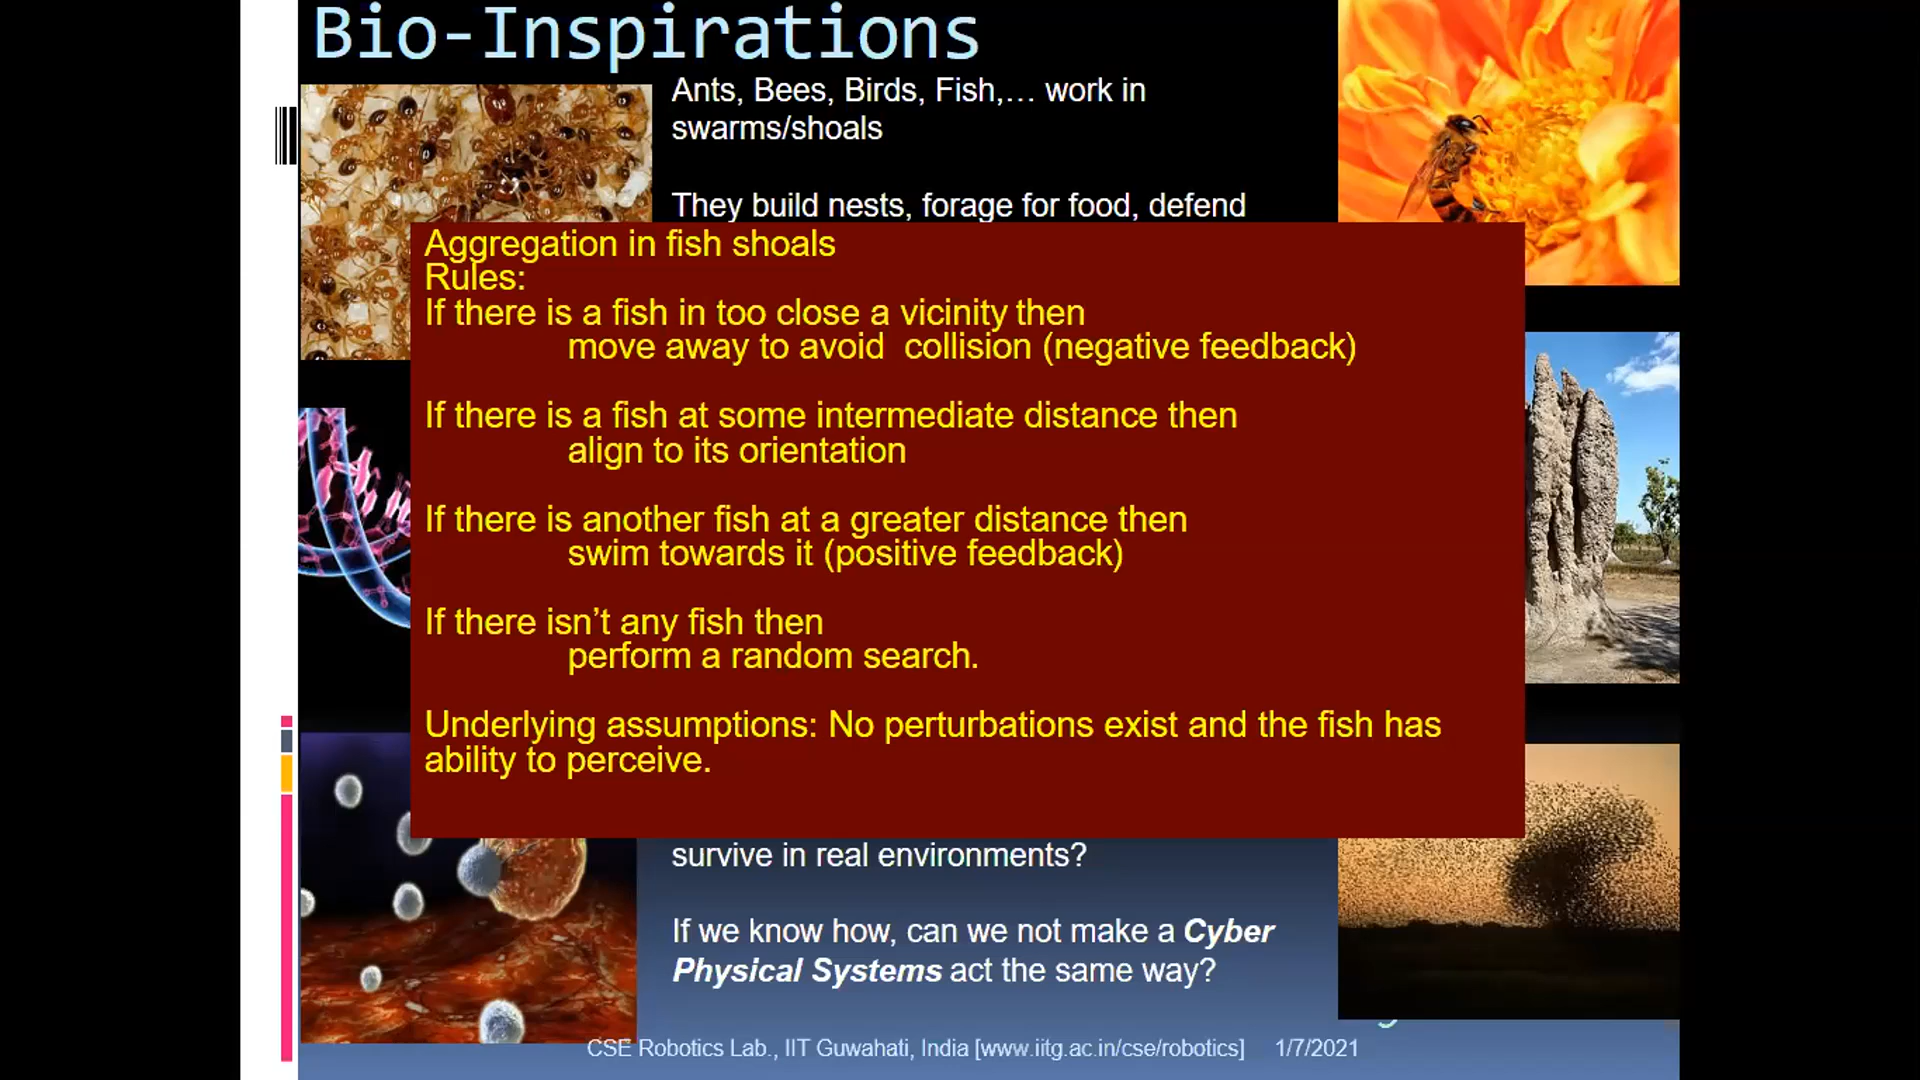 Bio-Inspirations
Ants, Bees, Birds, Fish,… work in
swarms/shoals
They build nests, forage for food, defend
Aggregation in fish shoals
Rules:
If there is a fish in too close a vicinity then
move away to avoid collision (negative feedback)
If there is a fish at some intermediate distance then
align to its orientation
If there is another fish at a greater distance then
swim towards it (positive feedback)
If there isn’t any fish then
perform a random search.
Underlying assumptions: No perturbations exist and the fish has
ability to perceive.
survive in real environments?
If we know how, can we not make a Cyber
Physical Systems act the same way?
CSE Robotics Lab., IIT Guwahati, India [www.iitg.ac.in/cse/robotics] 1/7/2021